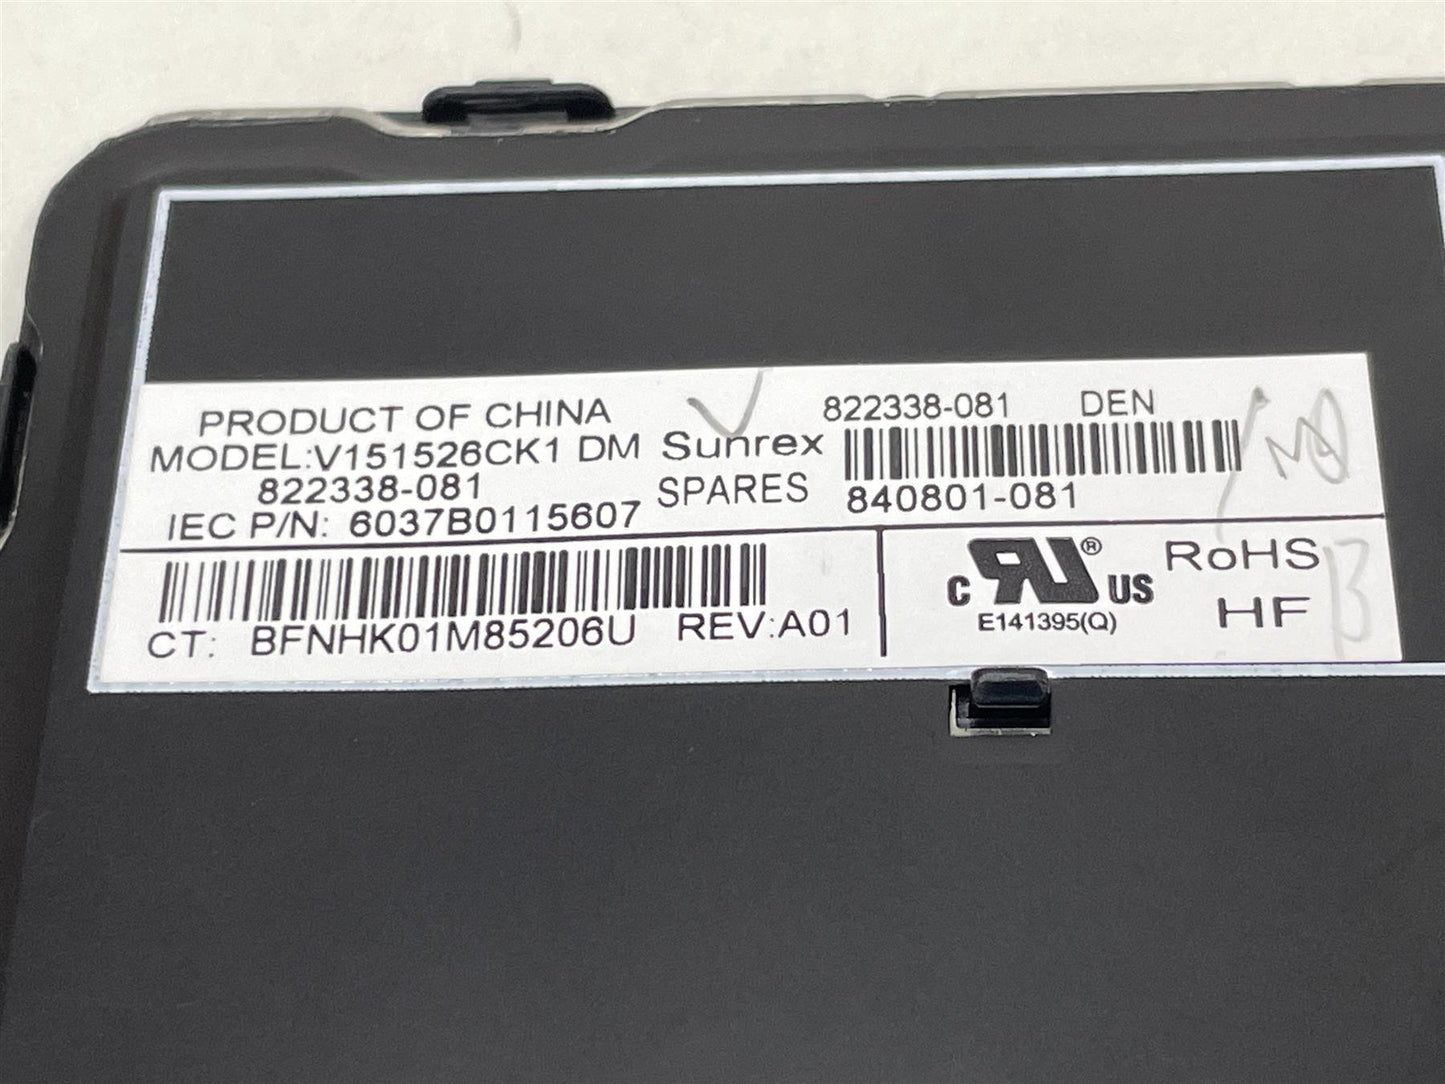 PRODUCT OF CHINA
MODEL:V151526CK1 DM Sunrex
822338-081
SPARES
IEC P/N: 6037B0115607
822338-081 DEN
840801-081
CT: BFNHK01M85206U REV:A01
C RU® US
E141395(Q)
RoHS
HF